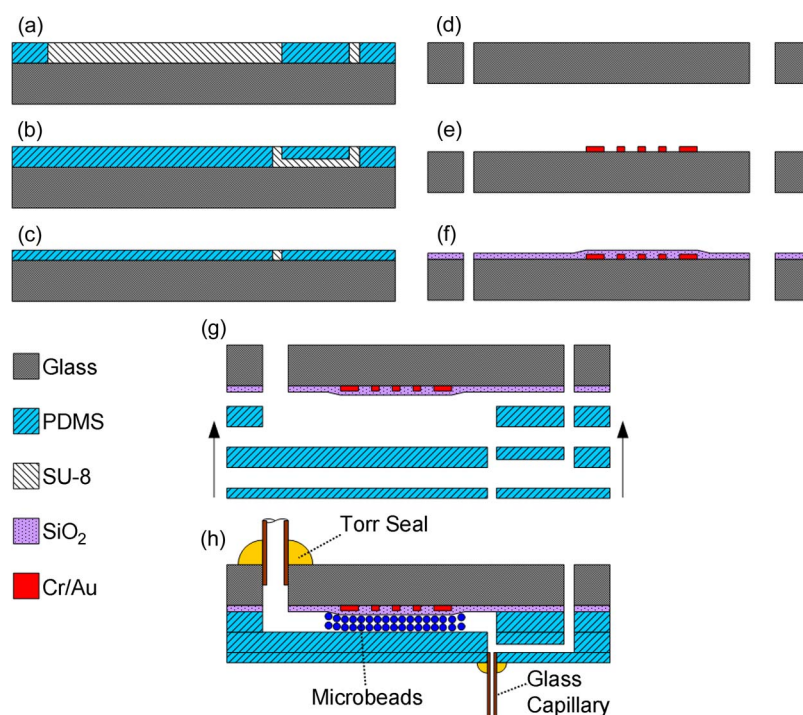 (a)
(d)
(b)
(e)
(c)
(f)
(g)
Glass
PDMS
SU-8
SiO₂
Cr/Au
(h)
Torr Seal
Microbeads
Glass
Capillary